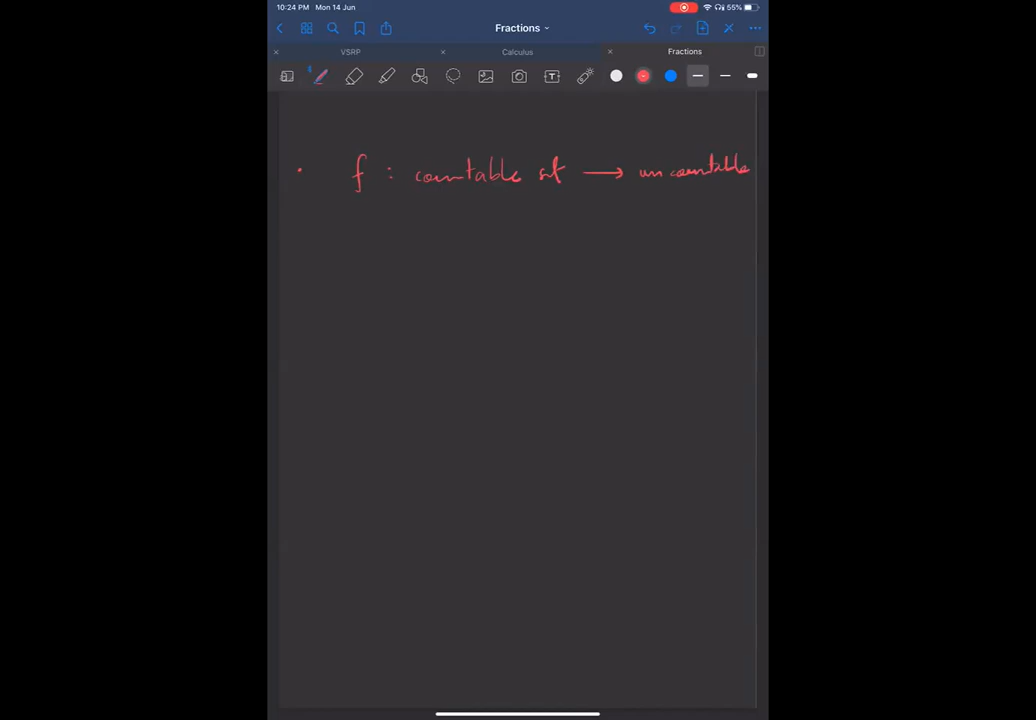 10:24 PM Mon 14 Jun
55%
Fractions
VSRP
Calculus
Fractions
f : countable set → uncountable